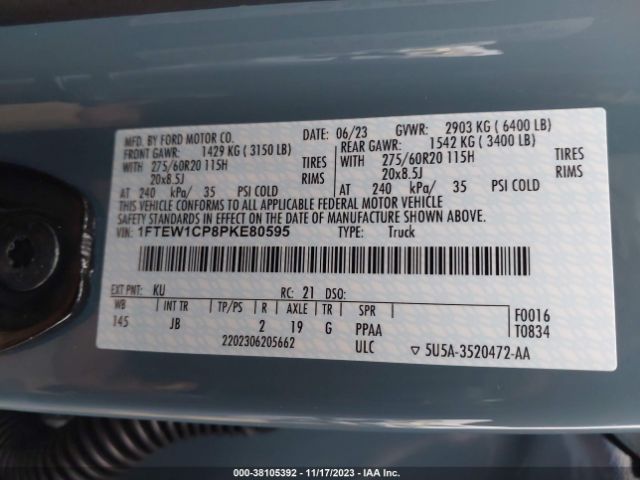 MFD. BY FORD MOTOR CO.
DATE: 06/23 GVWR: 2903 KG ( 6400 LB)
FRONT GAWR: 1429 KG ( 3150 LB)
REAR GAWR: 1542 KG ( 3400 LB)
WITH 275/60R20 115H TIRES
275/60R20 115H TIRES
20x8.5J RIMS
WITH 20x8.5J RIMS
AT 240 kPa/ 35 PSI COLD
AT 240 kPa/ 35 PSI COLD
THIS VEHICLE CONFORMS TO ALL APPLICABLE FEDERAL MOTOR VEHICLE
SAFETY STANDARD AND THEFT PREVENTION STANDARDS IN EFFECT ON THE DATE OF MANUFACTURE SHOWN ABOVE.
VIN: 1FTEW1CP8PKE80595 TYPE: Truck
EXT PNT: KU RC: 21 DSO:
WB INT TR TP/PS R AXLE TR SPR
145 JB 2 19 G PPAA
F0016
T0834
2202306205662 ULC ▽ 5U5A-3520472-AA
000-38105392 - 11/17/2023 - IAA Inc.